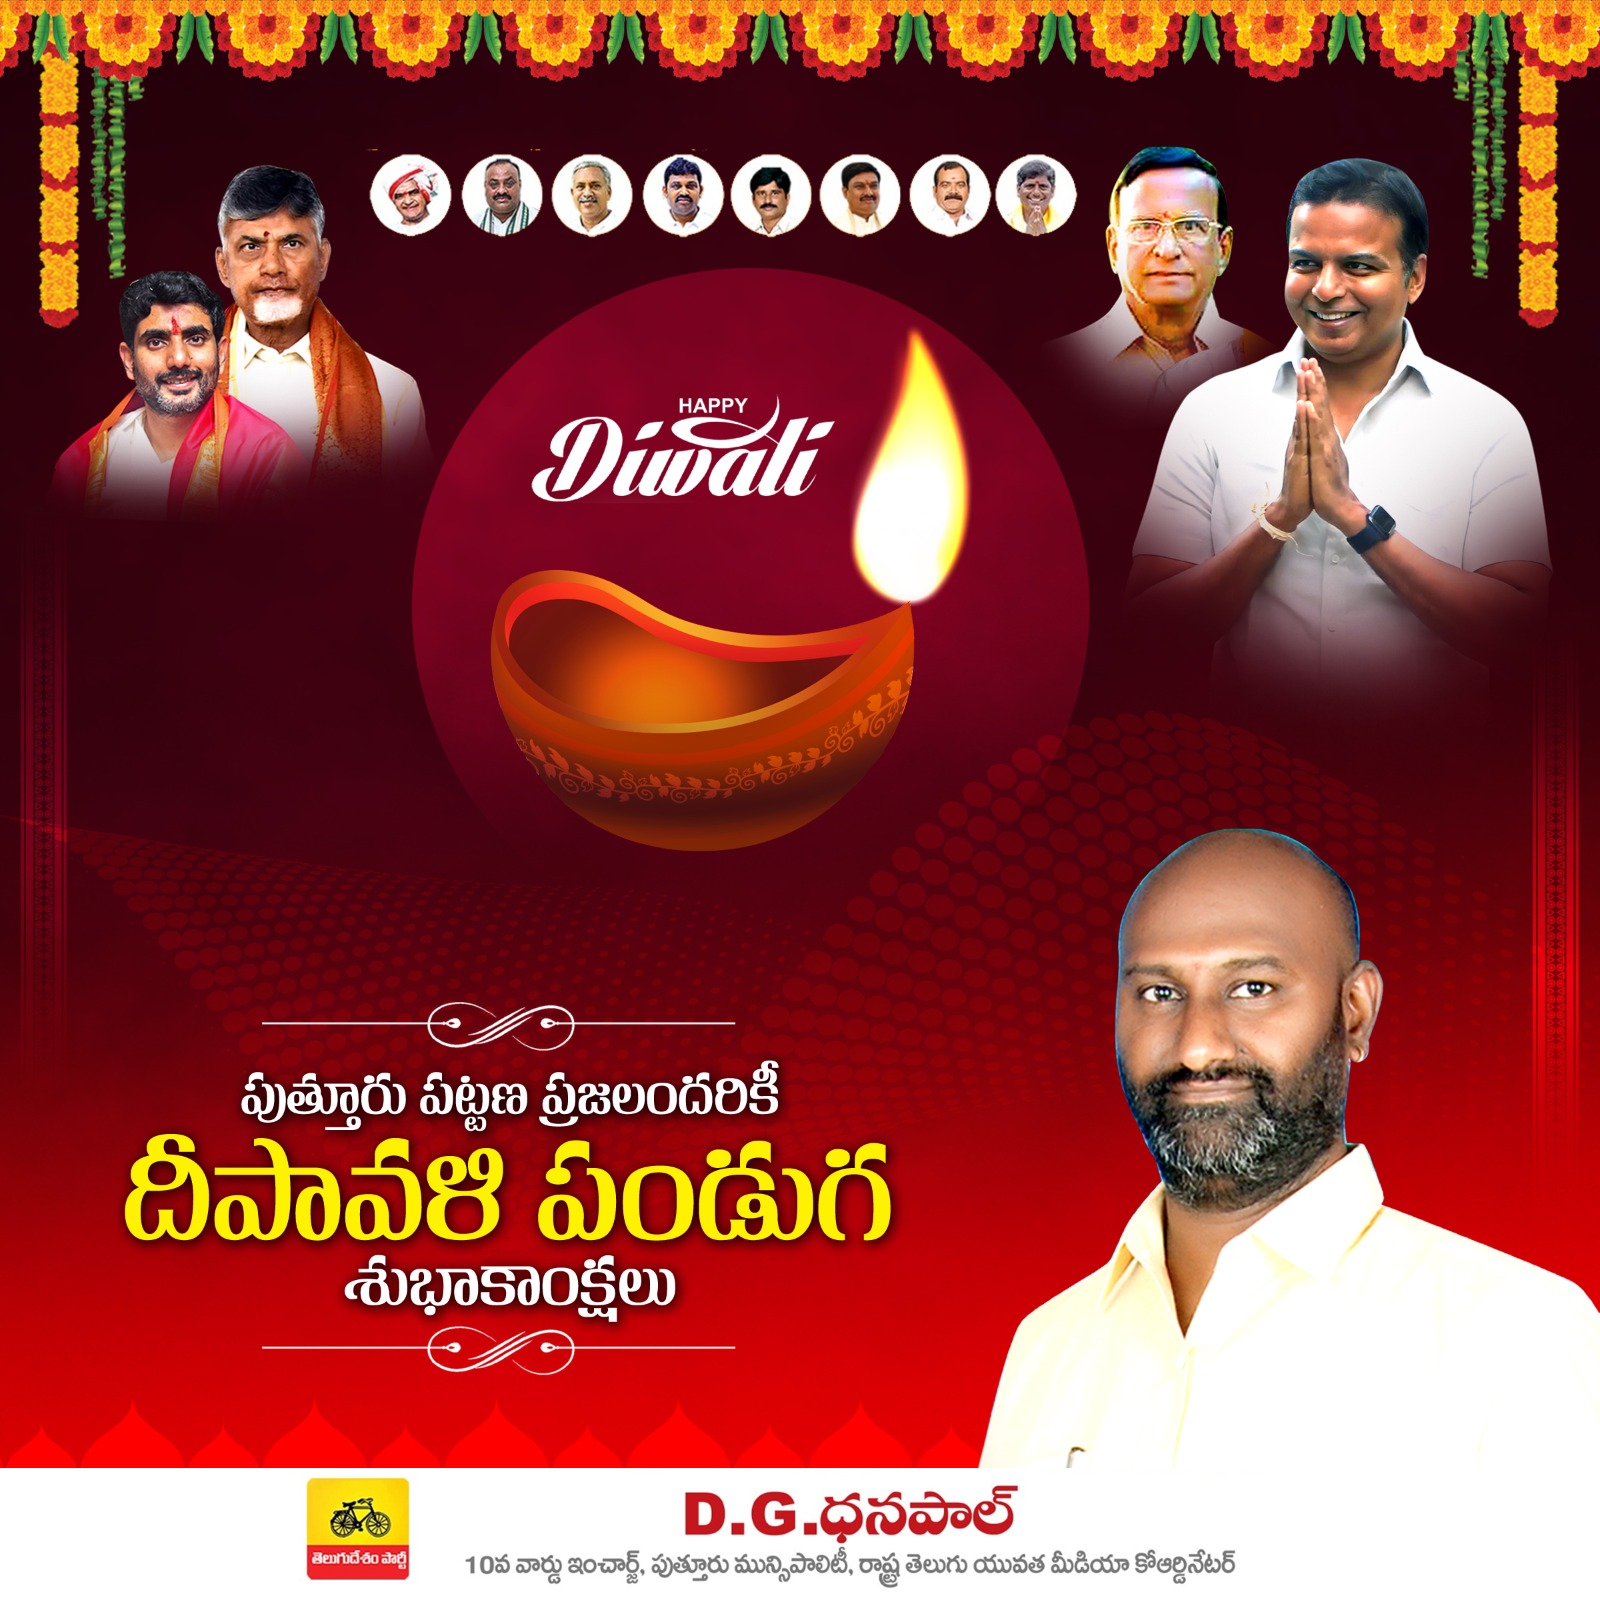 HAPPY
Diwali
పుత్తూరు పట్టణ ప్రజలందరికీ
దీపావళి పండుగ
శుభాకాంక్షలు
తెలుగుదేశం పార్టీ
D.G.ధనపాల్
10వ వార్డు ఇంచార్జ్, పుత్తూరు మున్సిపాలిటీ, రాష్ట్ర తెలుగు యువత మీడియా కోఆర్డినేటర్